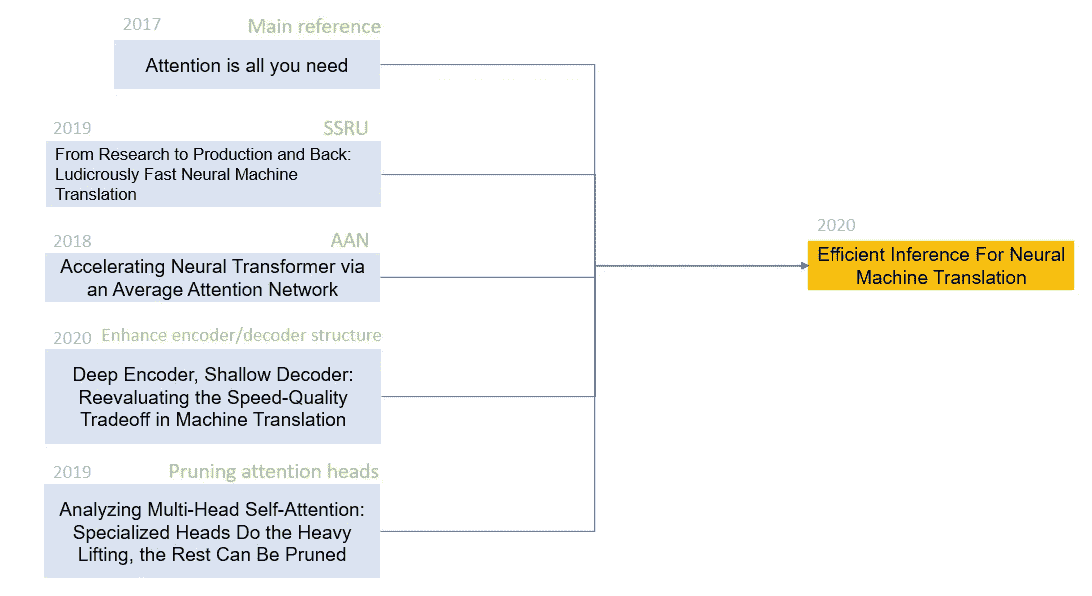 2017 Main reference
Attention is all you need
2019 SSRU
From Research to Production and Back:
Ludicrously Fast Neural Machine
Translation
2018 AAN
Accelerating Neural Transformer via
an Average Attention Network
2020 Enhance encoder/decoder structure
Deep Encoder, Shallow Decoder:
Reevaluating the Speed-Quality
Tradeoff in Machine Translation
2019 Pruning attention heads
Analyzing Multi-Head Self-Attention:
Specialized Heads Do the Heavy
Lifting, the Rest Can Be Pruned
2020
Efficient Inference For Neural
Machine Translation